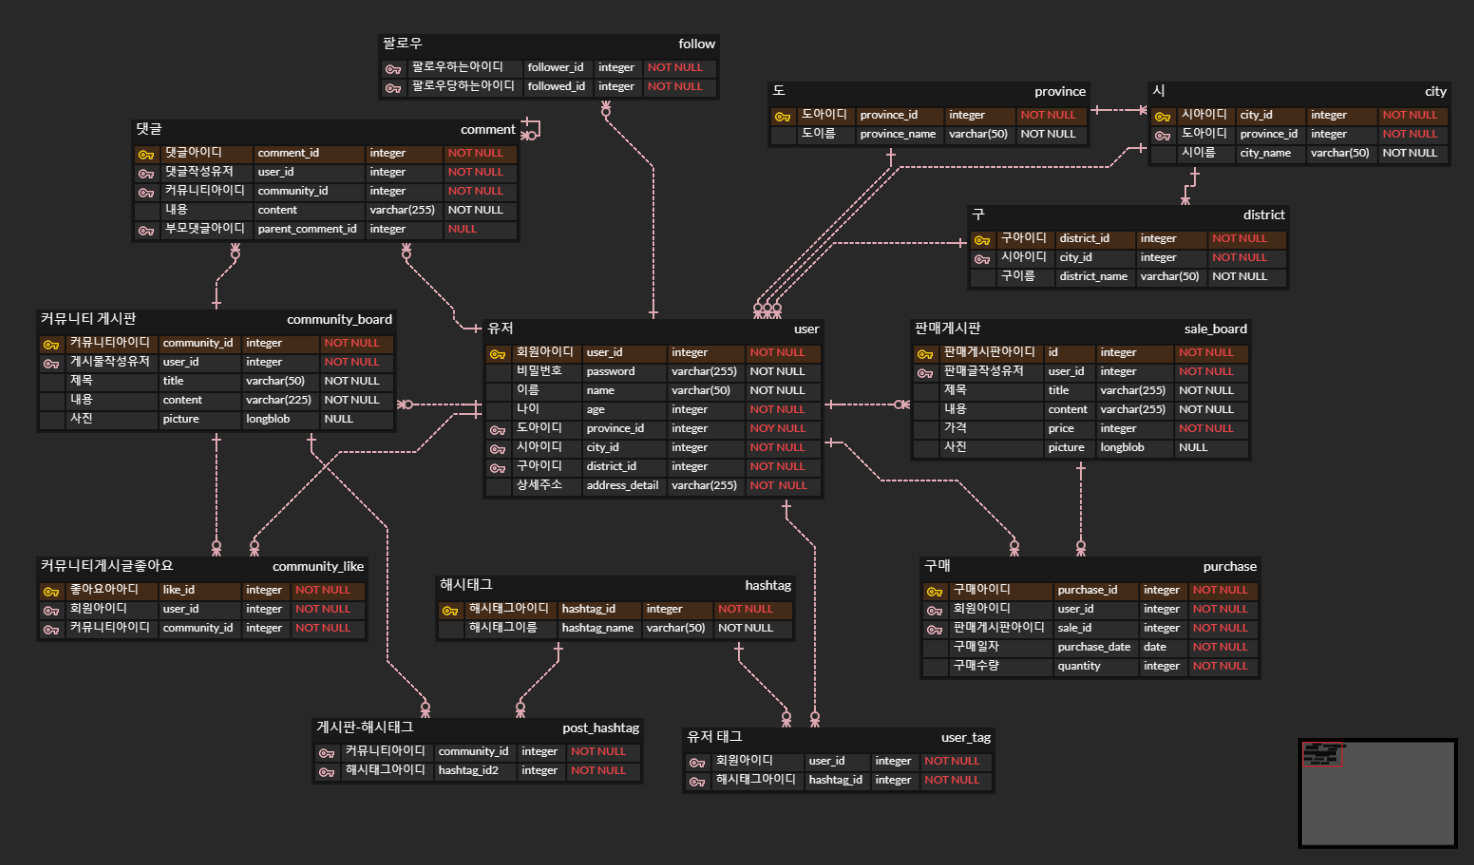 팔로우 follow
팔로우하는아이디 follower_id integer NOT NULL
팔로우당하는아이디 followed_id integer NOT NULL
도 province
도아이디 province_id integer NOT NULL
도이름 province_name varchar(50) NOT NULL
시 city
시아이디 city_id integer NOT NULL
도아이디 province_id integer NOT NULL
시이름 city_name varchar(50) NOT NULL
댓글 comment
댓글아이디 comment_id integer NOT NULL
댓글작성유저 user_id integer NOT NULL
커뮤니티아이디 community_id integer NOT NULL
내용 content varchar(255) NOT NULL
부모댓글아이디 parent_comment_id integer NULL
구 district
구아이디 district_id integer NOT NULL
시아이디 city_id integer NOT NULL
구이름 district_name varchar(50) NOT NULL
커뮤니티 게시판 community_board
커뮤니티아이디 community_id integer NOT NULL
게시물작성유저 user_id integer NOT NULL
제목 title varchar(50) NOT NULL
내용 content varchar(225) NOT NULL
사진 picture longblob NULL
유저 user
회원아이디 user_id integer NOT NULL
비밀번호 password varchar(255) NOT NULL
이름 name varchar(50) NOT NULL
나이 age integer NOT NULL
도아이디 province_id integer NOY NULL
시아이디 city_id integer NOT NULL
구아이디 district_id integer NOT NULL
상세주소 address_detail varchar(255) NOT NULL
판매게시판 sale_board
판매게시판아이디 id integer NOT NULL
판매글작성유저 user_id integer NOT NULL
제목 title varchar(255) NOT NULL
내용 content varchar(255) NOT NULL
가격 price integer NOT NULL
사진 picture longblob NULL
커뮤니티게시글좋아요 community_like
좋아요아아디 like_id integer NOT NULL
회원아이디 user_id integer NOT NULL
커뮤니티아이디 community_id integer NOT NULL
해시태그 hashtag
해시태그아이디 hashtag_id integer NOT NULL
해시태그이름 hashtag_name varchar(50) NOT NULL
구매 purchase
구매아이디 purchase_id integer NOT NULL
회원아이디 user_id integer NOT NULL
판매게시판아이디 sale_id integer NOT NULL
구매일자 purchase_date date NOT NULL
구매수량 quantity integer NOT NULL
게시판-해시태그 post_hashtag
커뮤니티아이디 community_id integer NOT NULL
해시태그아이디 hashtag_id2 integer NOT NULL
유저 태그 user_tag
회원아이디 user_id integer NOT NULL
해시태그아이디 hashtag_id integer NOT NULL